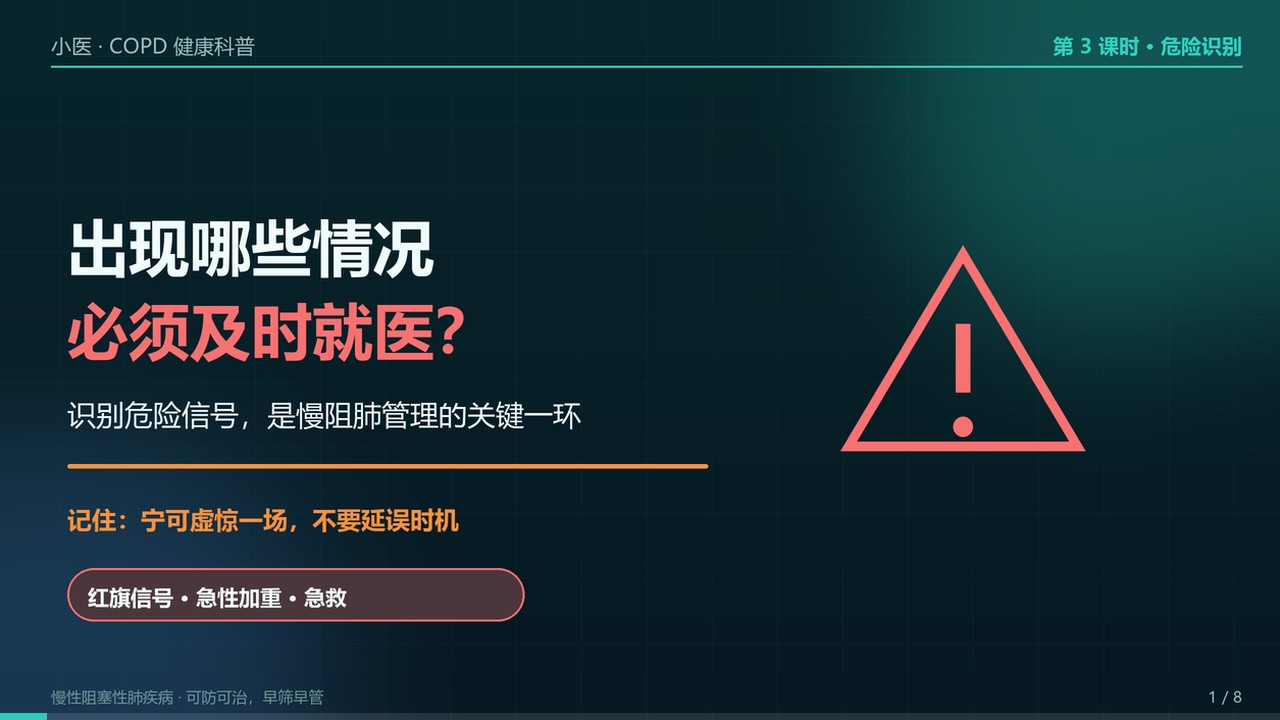 小医 · COPD 健康科普
第 3 课时 • 危险识别
出现哪些情况
必须及时就医？
识别危险信号，是慢阻肺管理的关键一环
记住：宁可虚惊一场，不要延误时机
红旗信号 • 急性加重 • 急救
慢性阻塞性肺疾病 · 可防可治，早筛早管
1 / 8